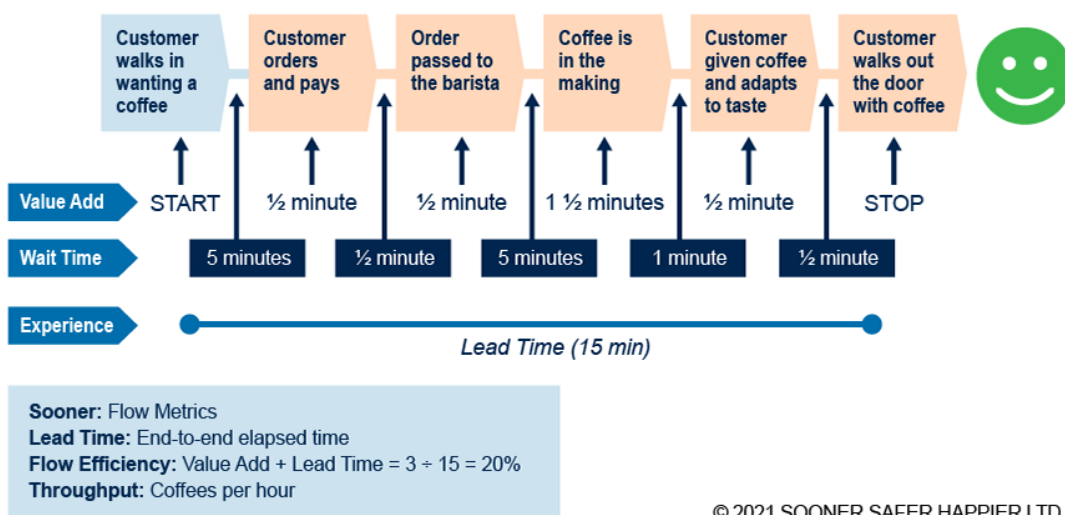 Customer
walks in
wanting a
coffee
Customer
orders
and pays
Order
passed to
the barista
Coffee is
in the
making
Customer
given coffee
and adapts
to taste
Customer
walks out
the door
with coffee
Value Add
START
½ minute
½ minute
1 ½ minutes
½ minute
STOP
Wait Time
5 minutes
½ minute
5 minutes
1 minute
½ minute
Experience
Lead Time (15 min)
Sooner: Flow Metrics
Lead Time: End-to-end elapsed time
Flow Efficiency: Value Add + Lead Time = 3 ÷ 15 = 20%
Throughput: Coffees per hour
© 2021 SOONER SAFER HAPPIER LTD